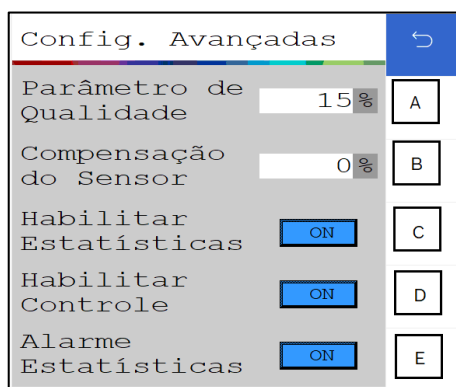 Config. Avançadas
Parâmetro de
Qualidade
15 %
A
Compensação
do Sensor
0 %
B
Habilitar
Estatísticas
ON
C
Habilitar
Controle
ON
D
Alarme
Estatísticas
ON
E